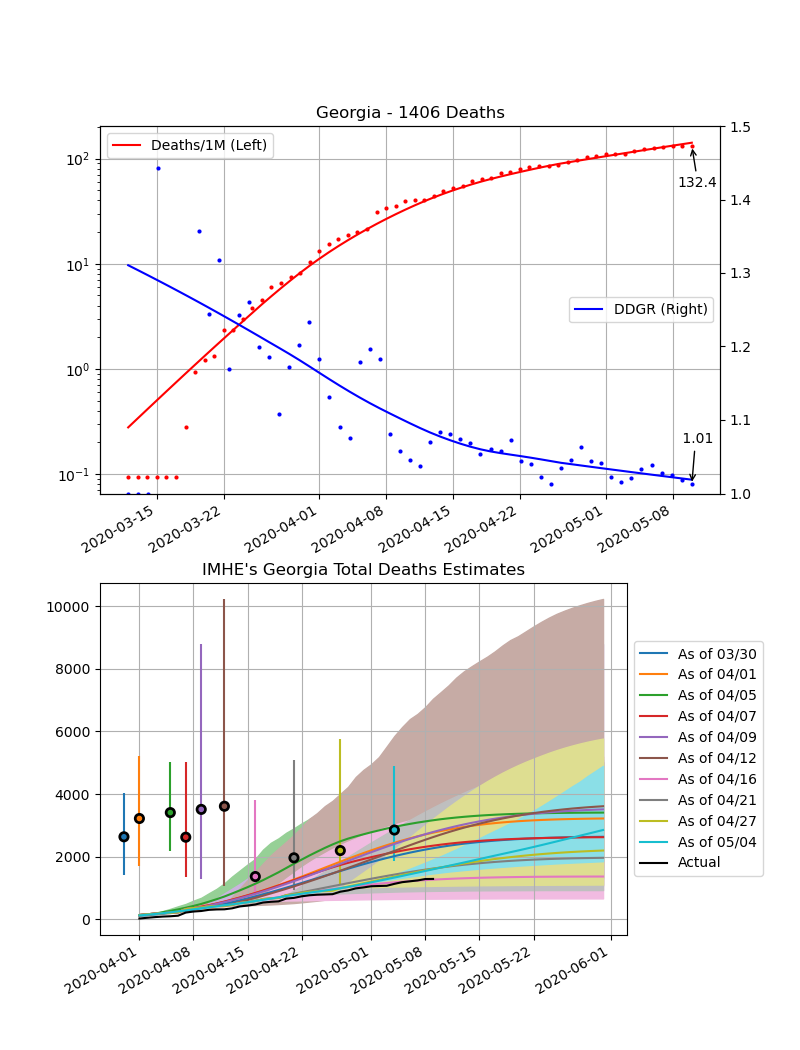 Georgia - 1406 Deaths
Deaths/1M (Left)
DDGR (Right)
132.4
1.01
10²
10¹
10⁰
10⁻¹
1.5
1.4
1.3
1.2
1.1
1.0
2020-03-15
2020-03-22
2020-04-01
2020-04-08
2020-04-15
2020-04-22
2020-05-01
2020-05-08
IMHE's Georgia Total Deaths Estimates
10000
8000
6000
4000
2000
0
2020-04-01
2020-04-08
2020-04-15
2020-04-22
2020-05-01
2020-05-08
2020-05-15
2020-05-22
2020-06-01
As of 03/30
As of 04/01
As of 04/05
As of 04/07
As of 04/09
As of 04/12
As of 04/16
As of 04/21
As of 04/27
As of 05/04
Actual